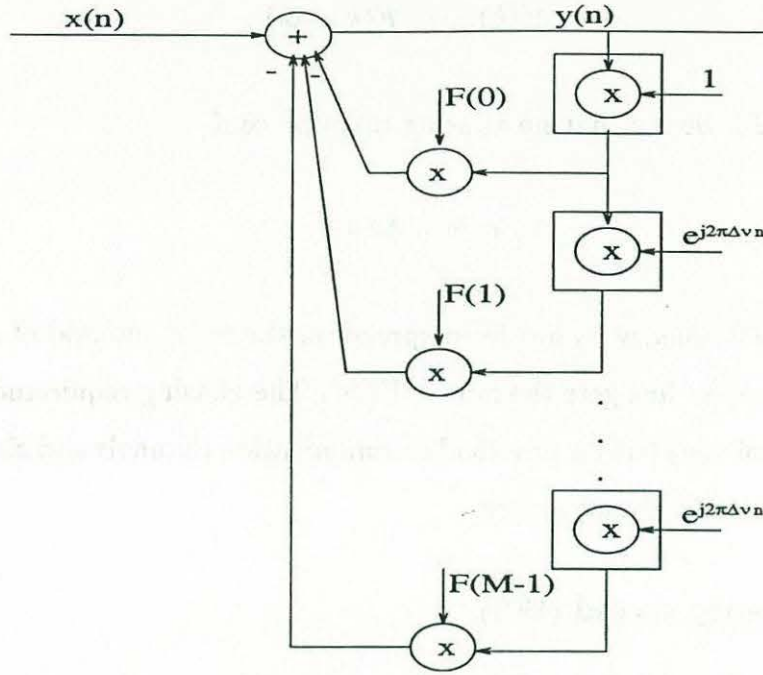 x(n) + y(n)
- - x 1
F(0)
x
x e^{j2πΔνn}
F(1)
x
x e^{j2πΔνn}
F(M-1)
x